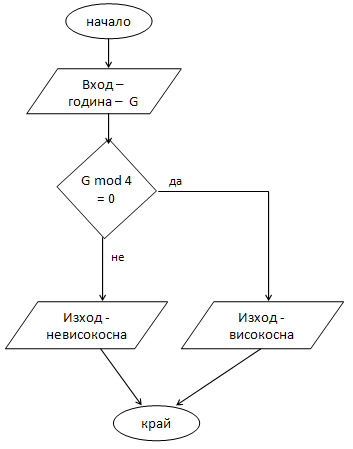 начало
Вход –
година – G
G mod 4
= 0
да
не
Изход -
невисокосна
Изход -
високосна
край